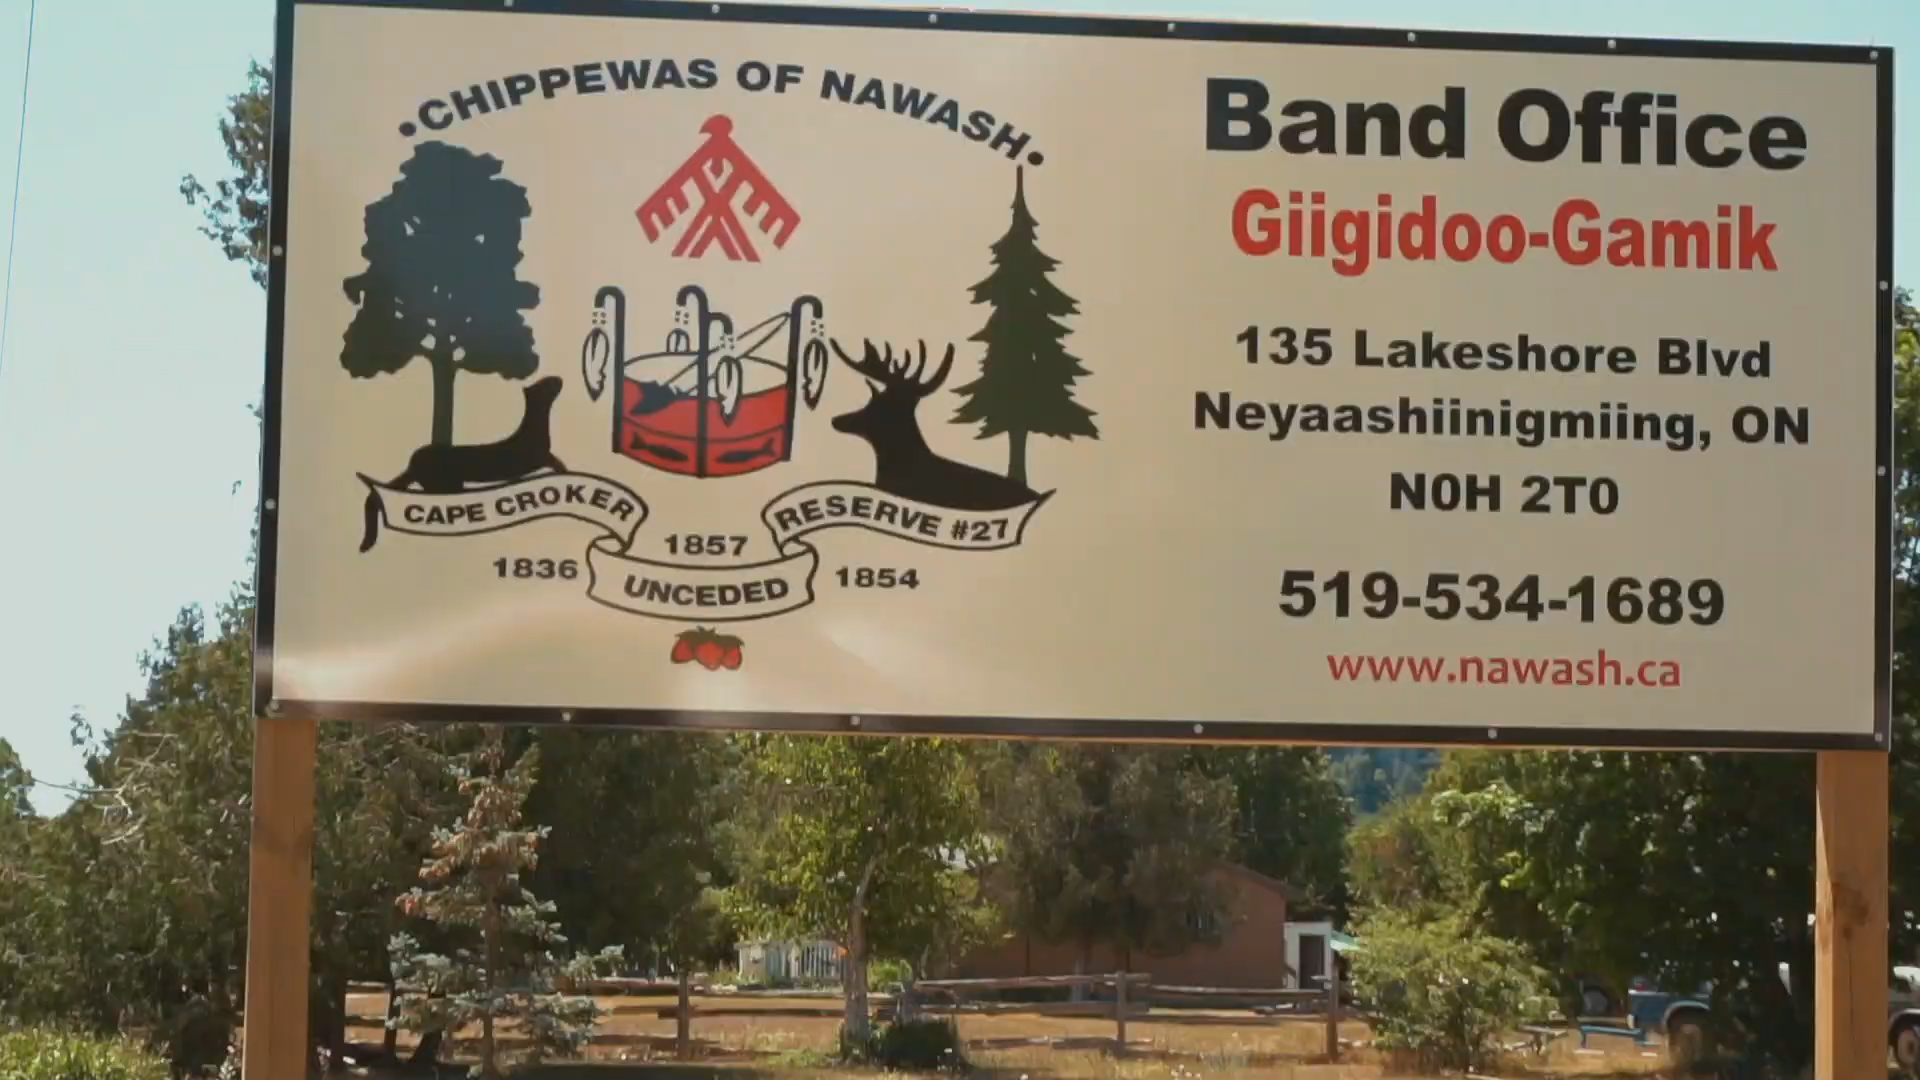 •CHIPPEWAS OF NAWASH•
CAPE CROKER
RESERVE #27
1857
1836
UNCEDED
1854
Band Office
Giigidoo-Gamik
135 Lakeshore Blvd
Neyaashiinigmiing, ON
N0H 2T0
519-534-1689
www.nawash.ca